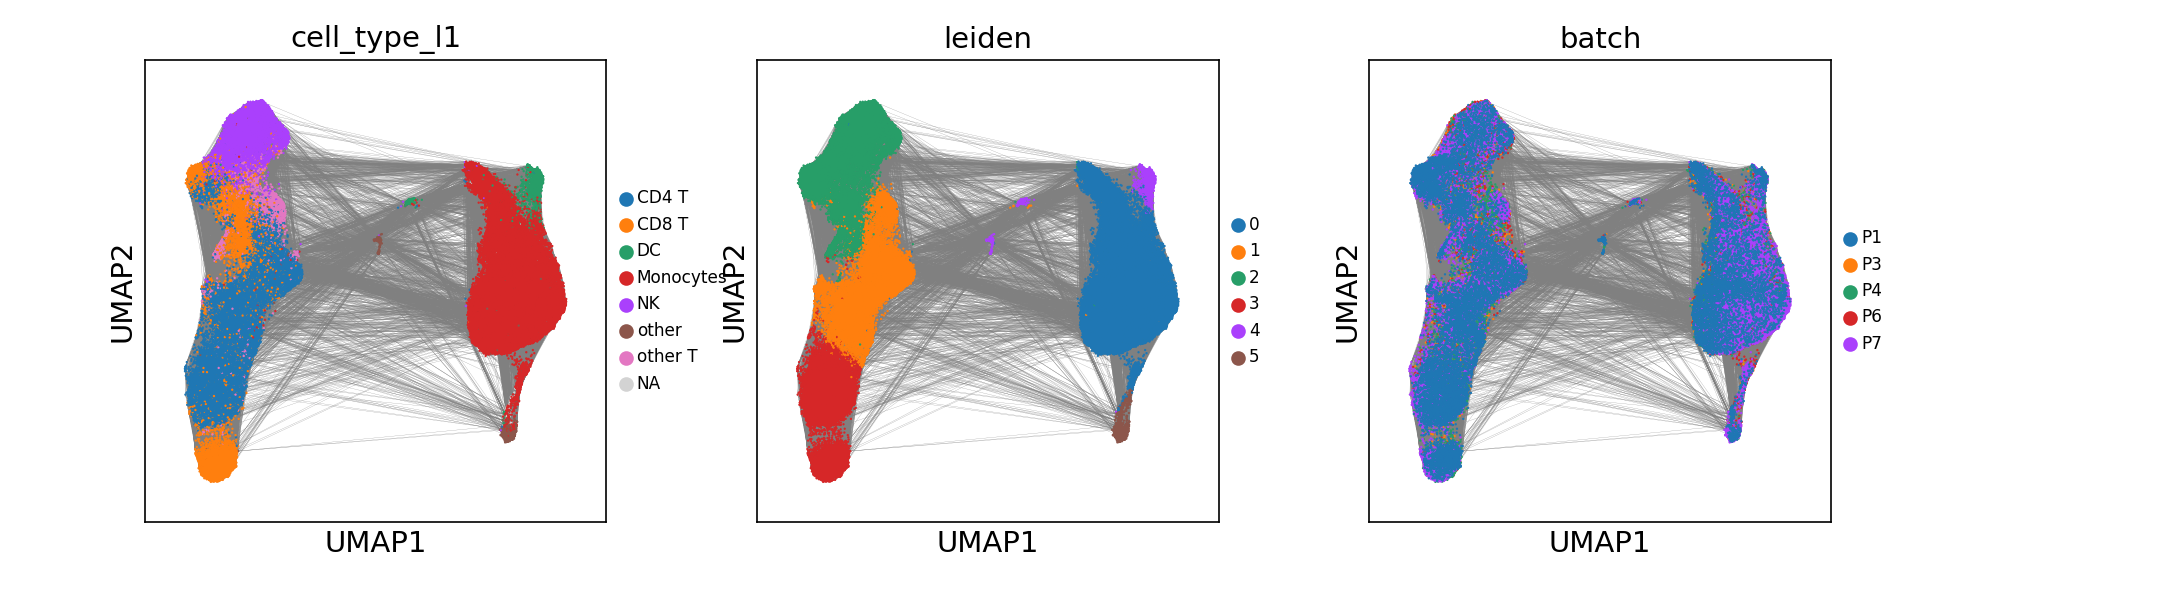 cell_type_l1
UMAP2
UMAP1
CD4 T
CD8 T
DC
Monocytes
NK
other
other T
NA
leiden
UMAP2
UMAP1
0
1
2
3
4
5
batch
UMAP2
UMAP1
P1
P3
P4
P6
P7